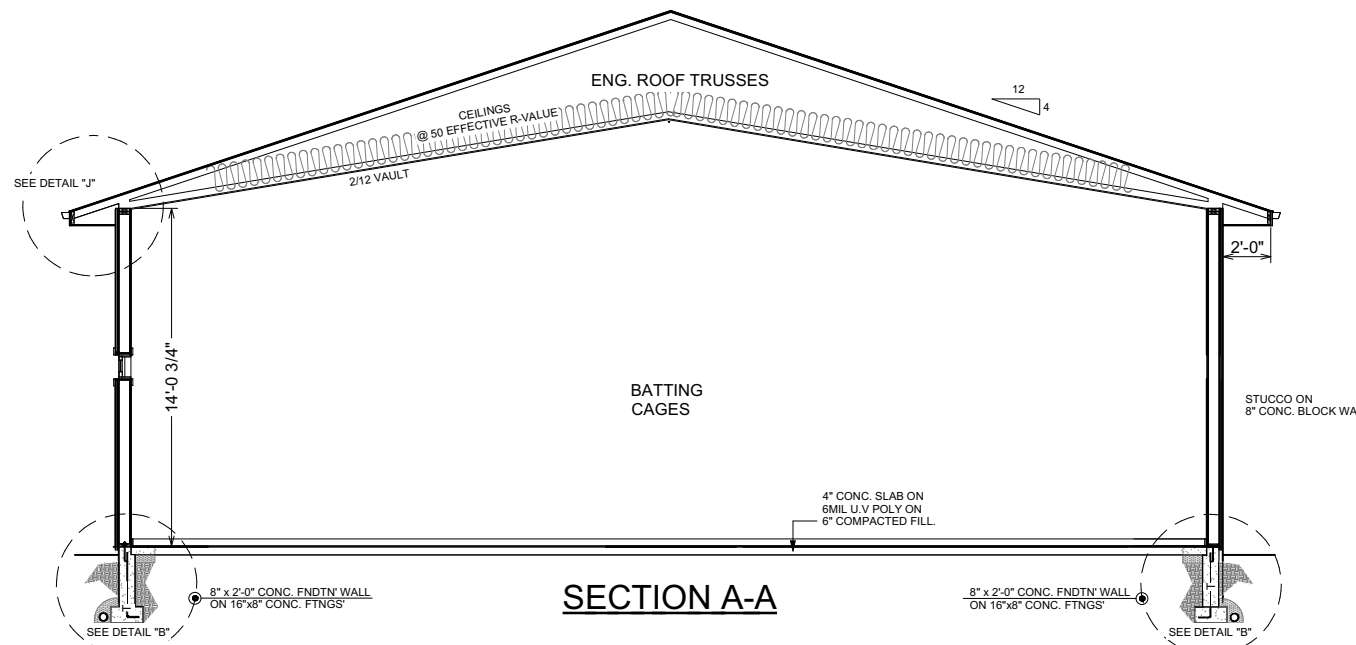 ENG. ROOF TRUSSES
12
4
CEILINGS
@ 50 EFFECTIVE R-VALUE
2/12 VAULT
SEE DETAIL "J"
2'-0"
14'-0 3/4"
BATTING
CAGES
STUCCO ON
8" CONC. BLOCK WA
4" CONC. SLAB ON
6MIL U.V POLY ON
6" COMPACTED FILL.
8" x 2'-0" CONC. FNDTN' WALL
ON 16"x8" CONC. FTNGS'
SECTION A-A
8" x 2'-0" CONC. FNDTN' WALL
ON 16"x8" CONC. FTNGS'
SEE DETAIL "B"
SEE DETAIL "B"